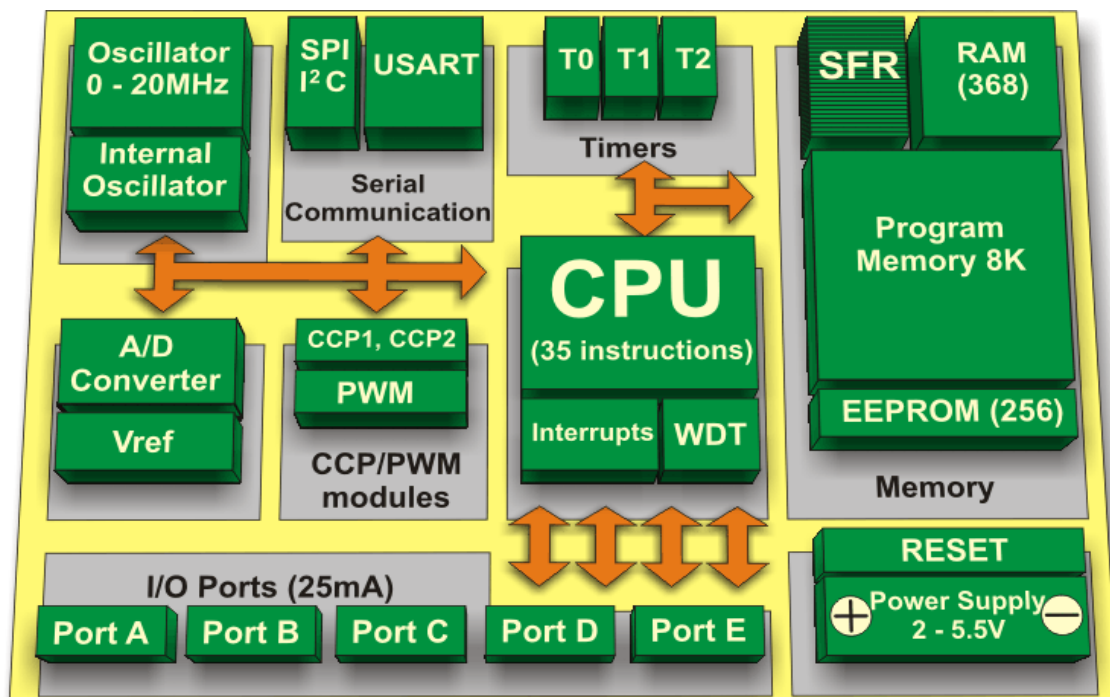 Oscillator
0 - 20MHz
Internal
Oscillator
SPI
I²C
USART
Serial
Communication
T0
T1
T2
Timers
SFR
RAM
(368)
Program
Memory 8K
EEPROM (256)
Memory
A/D
Converter
Vref
CCP1, CCP2
PWM
CCP/PWM
modules
CPU
(35 instructions)
Interrupts
WDT
I/O Ports (25mA)
Port A
Port B
Port C
Port D
Port E
RESET
+
Power Supply
2 - 5.5V
−